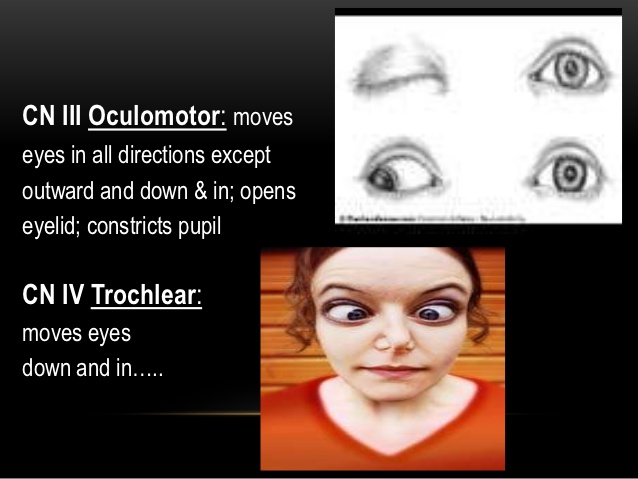 CN III Oculomotor: moves
eyes in all directions except
outward and down & in; opens
eyelid; constricts pupil
CN IV Trochlear:
moves eyes
down and in…..